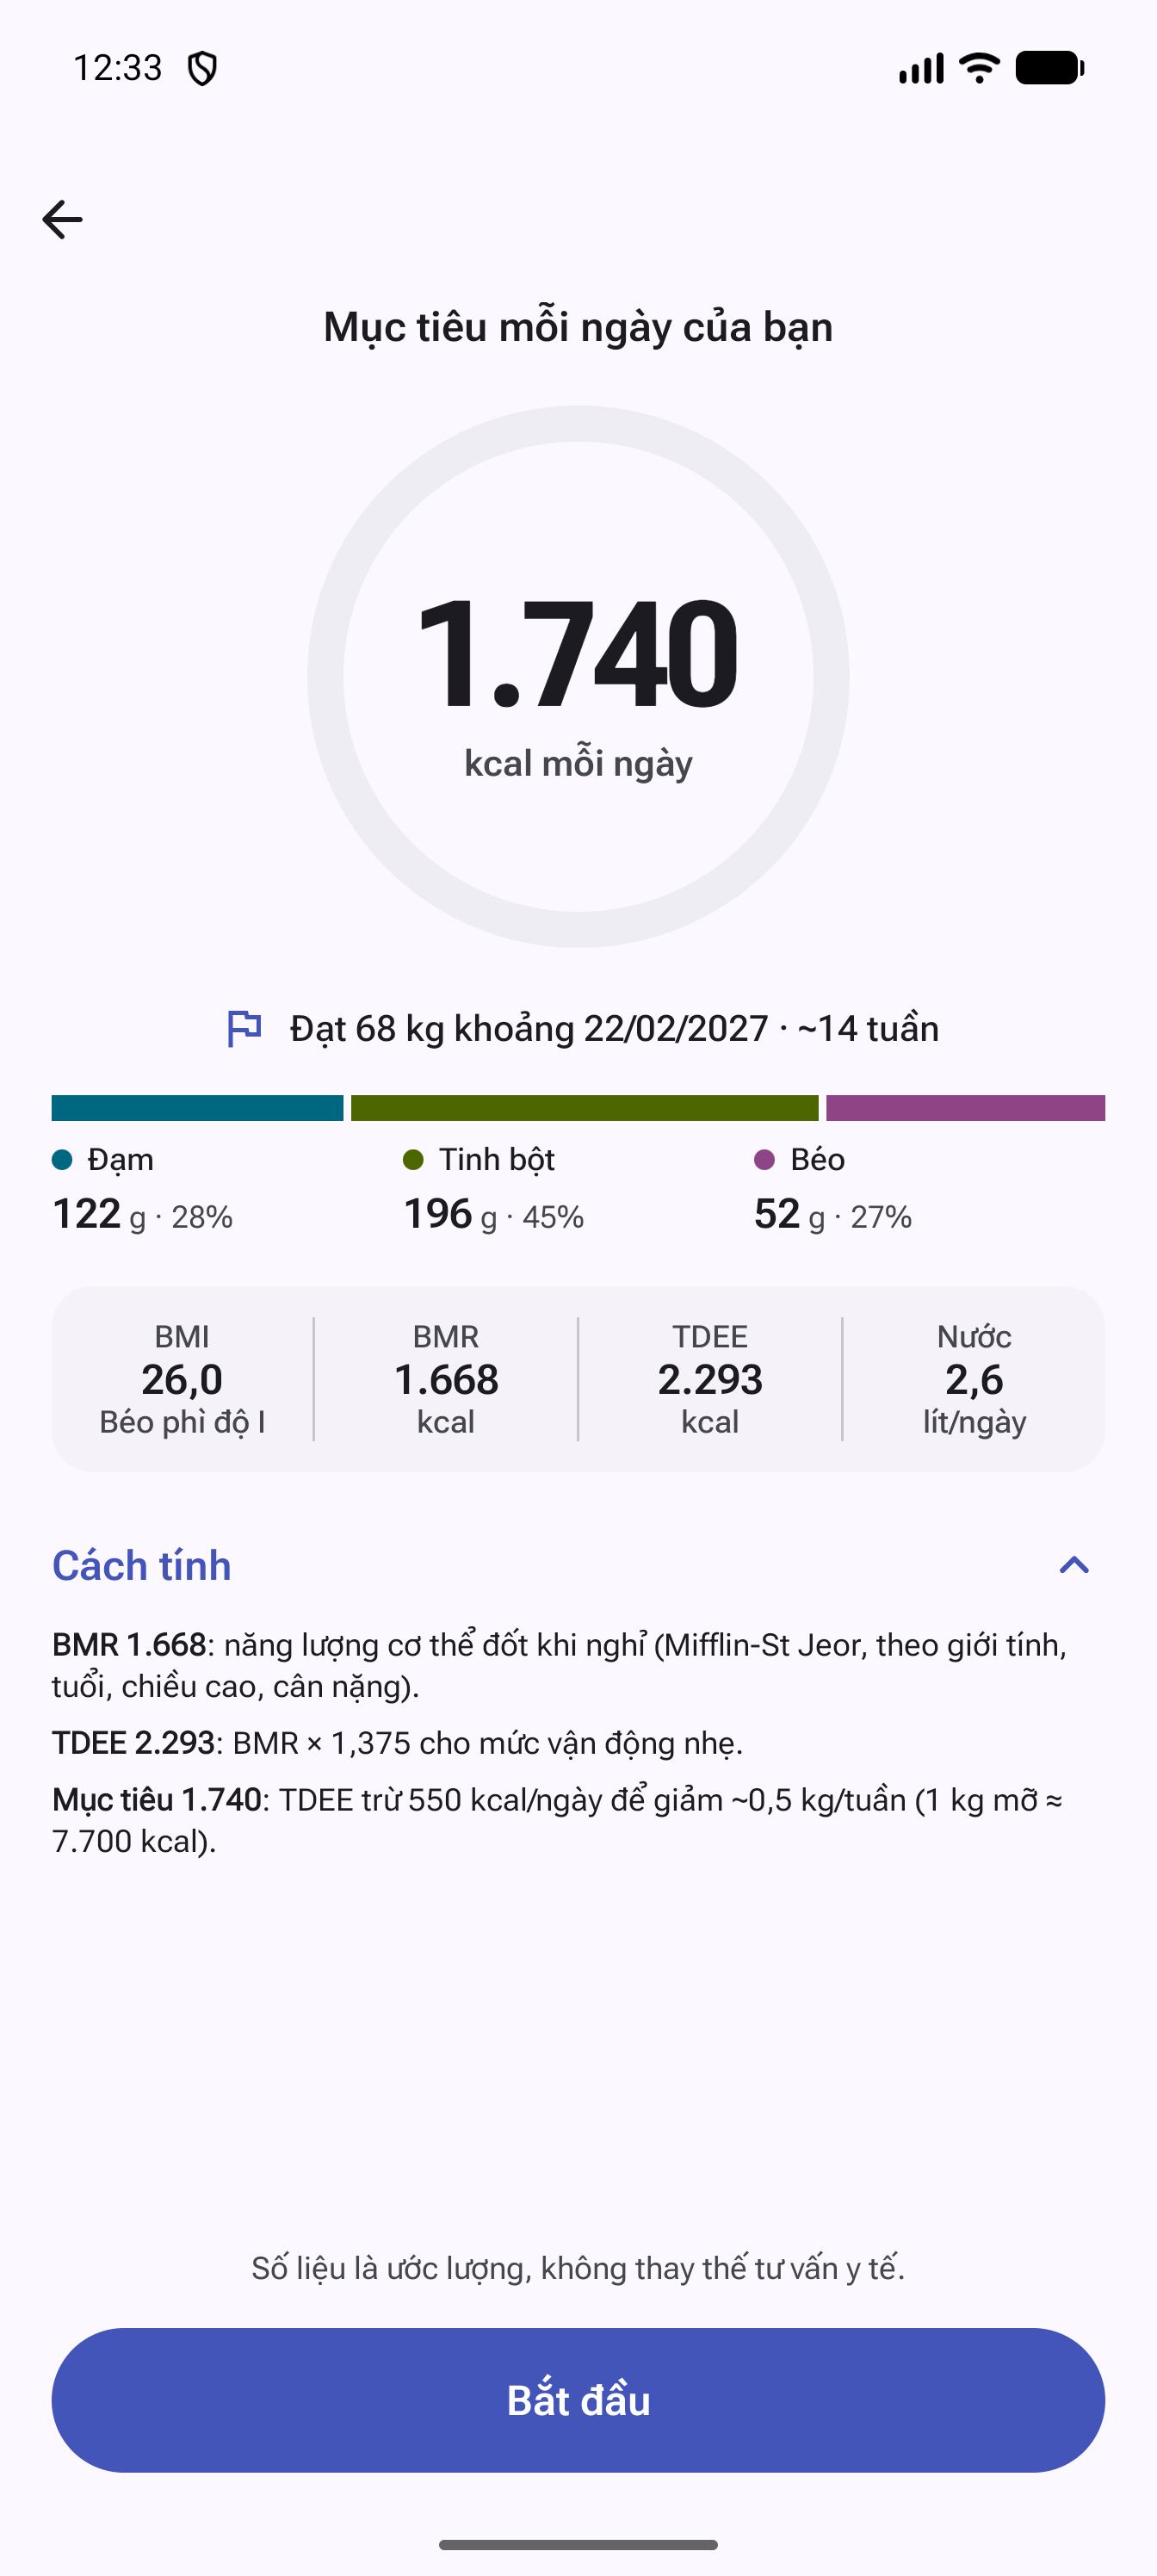 12:33
Mục tiêu mỗi ngày của bạn
1.740
kcal mỗi ngày
Đạt 68 kg khoảng 22/02/2027 · ~14 tuần
Đạm
122 g · 28%
Tinh bột
196 g · 45%
Béo
52 g · 27%
BMI
26,0
Béo phì độ I
BMR
1.668
kcal
TDEE
2.293
kcal
Nước
2,6
lít/ngày
Cách tính
BMR 1.668: năng lượng cơ thể đốt khi nghỉ (Mifflin-St Jeor, theo giới tính,
tuổi, chiều cao, cân nặng).
TDEE 2.293: BMR × 1,375 cho mức vận động nhẹ.
Mục tiêu 1.740: TDEE trừ 550 kcal/ngày để giảm ~0,5 kg/tuần (1 kg mỡ ≈
7.700 kcal).
Số liệu là ước lượng, không thay thế tư vấn y tế.
Bắt đầu